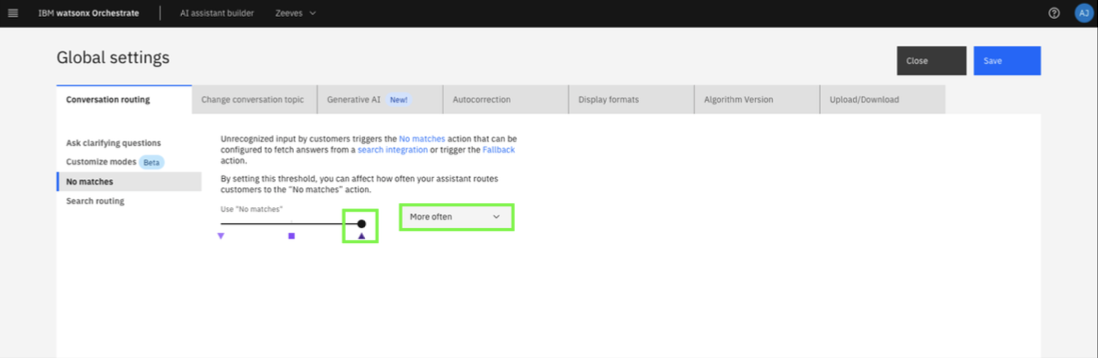 IBM watsonx Orchestrate
AI assistant builder
Zeeves
AJ
Global settings
Close
Save
Conversation routing
Change conversation topic
Generative AI New!
Autocorrection
Display formats
Algorithm Version
Upload/Download
Ask clarifying questions
Customize modes Beta
No matches
Search routing
Unrecognized input by customers triggers the No matches action that can be
configured to fetch answers from a search integration or trigger the Fallback
action.
By setting this threshold, you can affect how often your assistant routes
customers to the "No matches" action.
Use "No matches"
More often